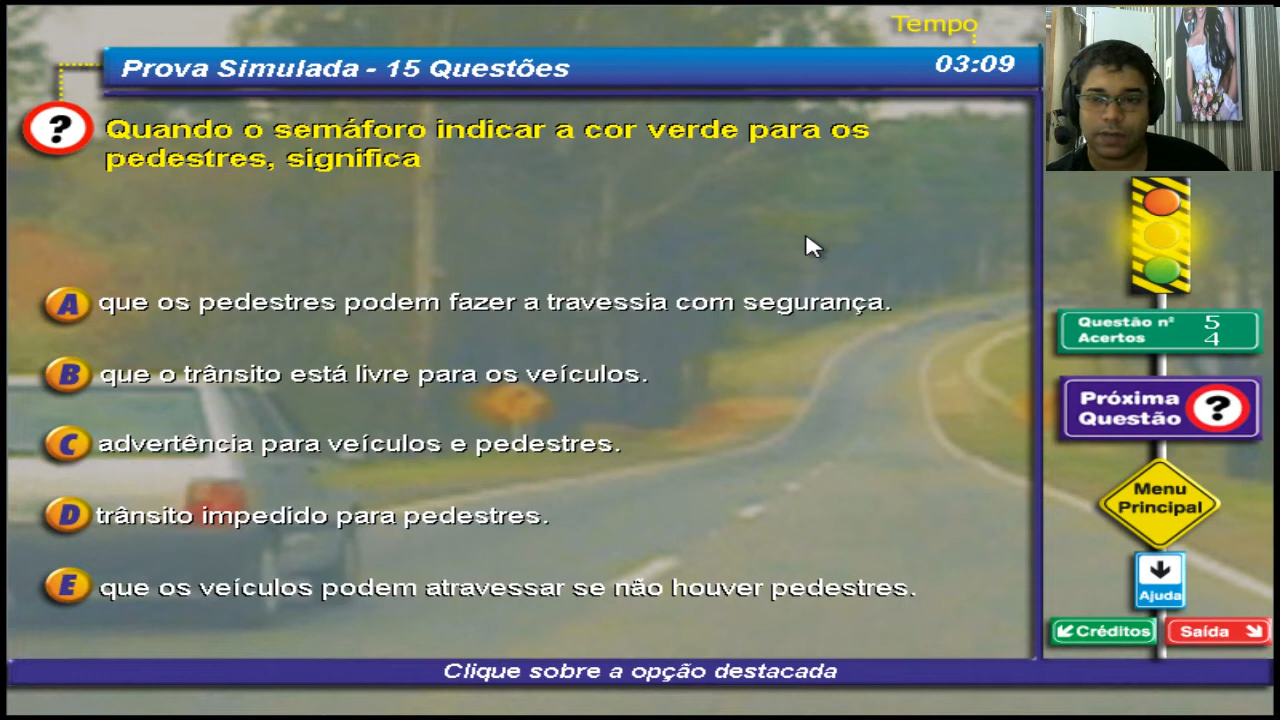 Tempo
Prova Simulada - 15 Questões
03:09
?
Quando o semáforo indicar a cor verde para os
pedestres, significa
A que os pedestres podem fazer a travessia com segurança.
B que o trânsito está livre para os veículos.
C advertência para veículos e pedestres.
D trânsito impedido para pedestres.
E que os veículos podem atravessar se não houver pedestres.
Questão nº 5
Acertos 4
Próxima
Questão ?
Menu
Principal
Ajuda
Créditos
Saída
Clique sobre a opção destacada